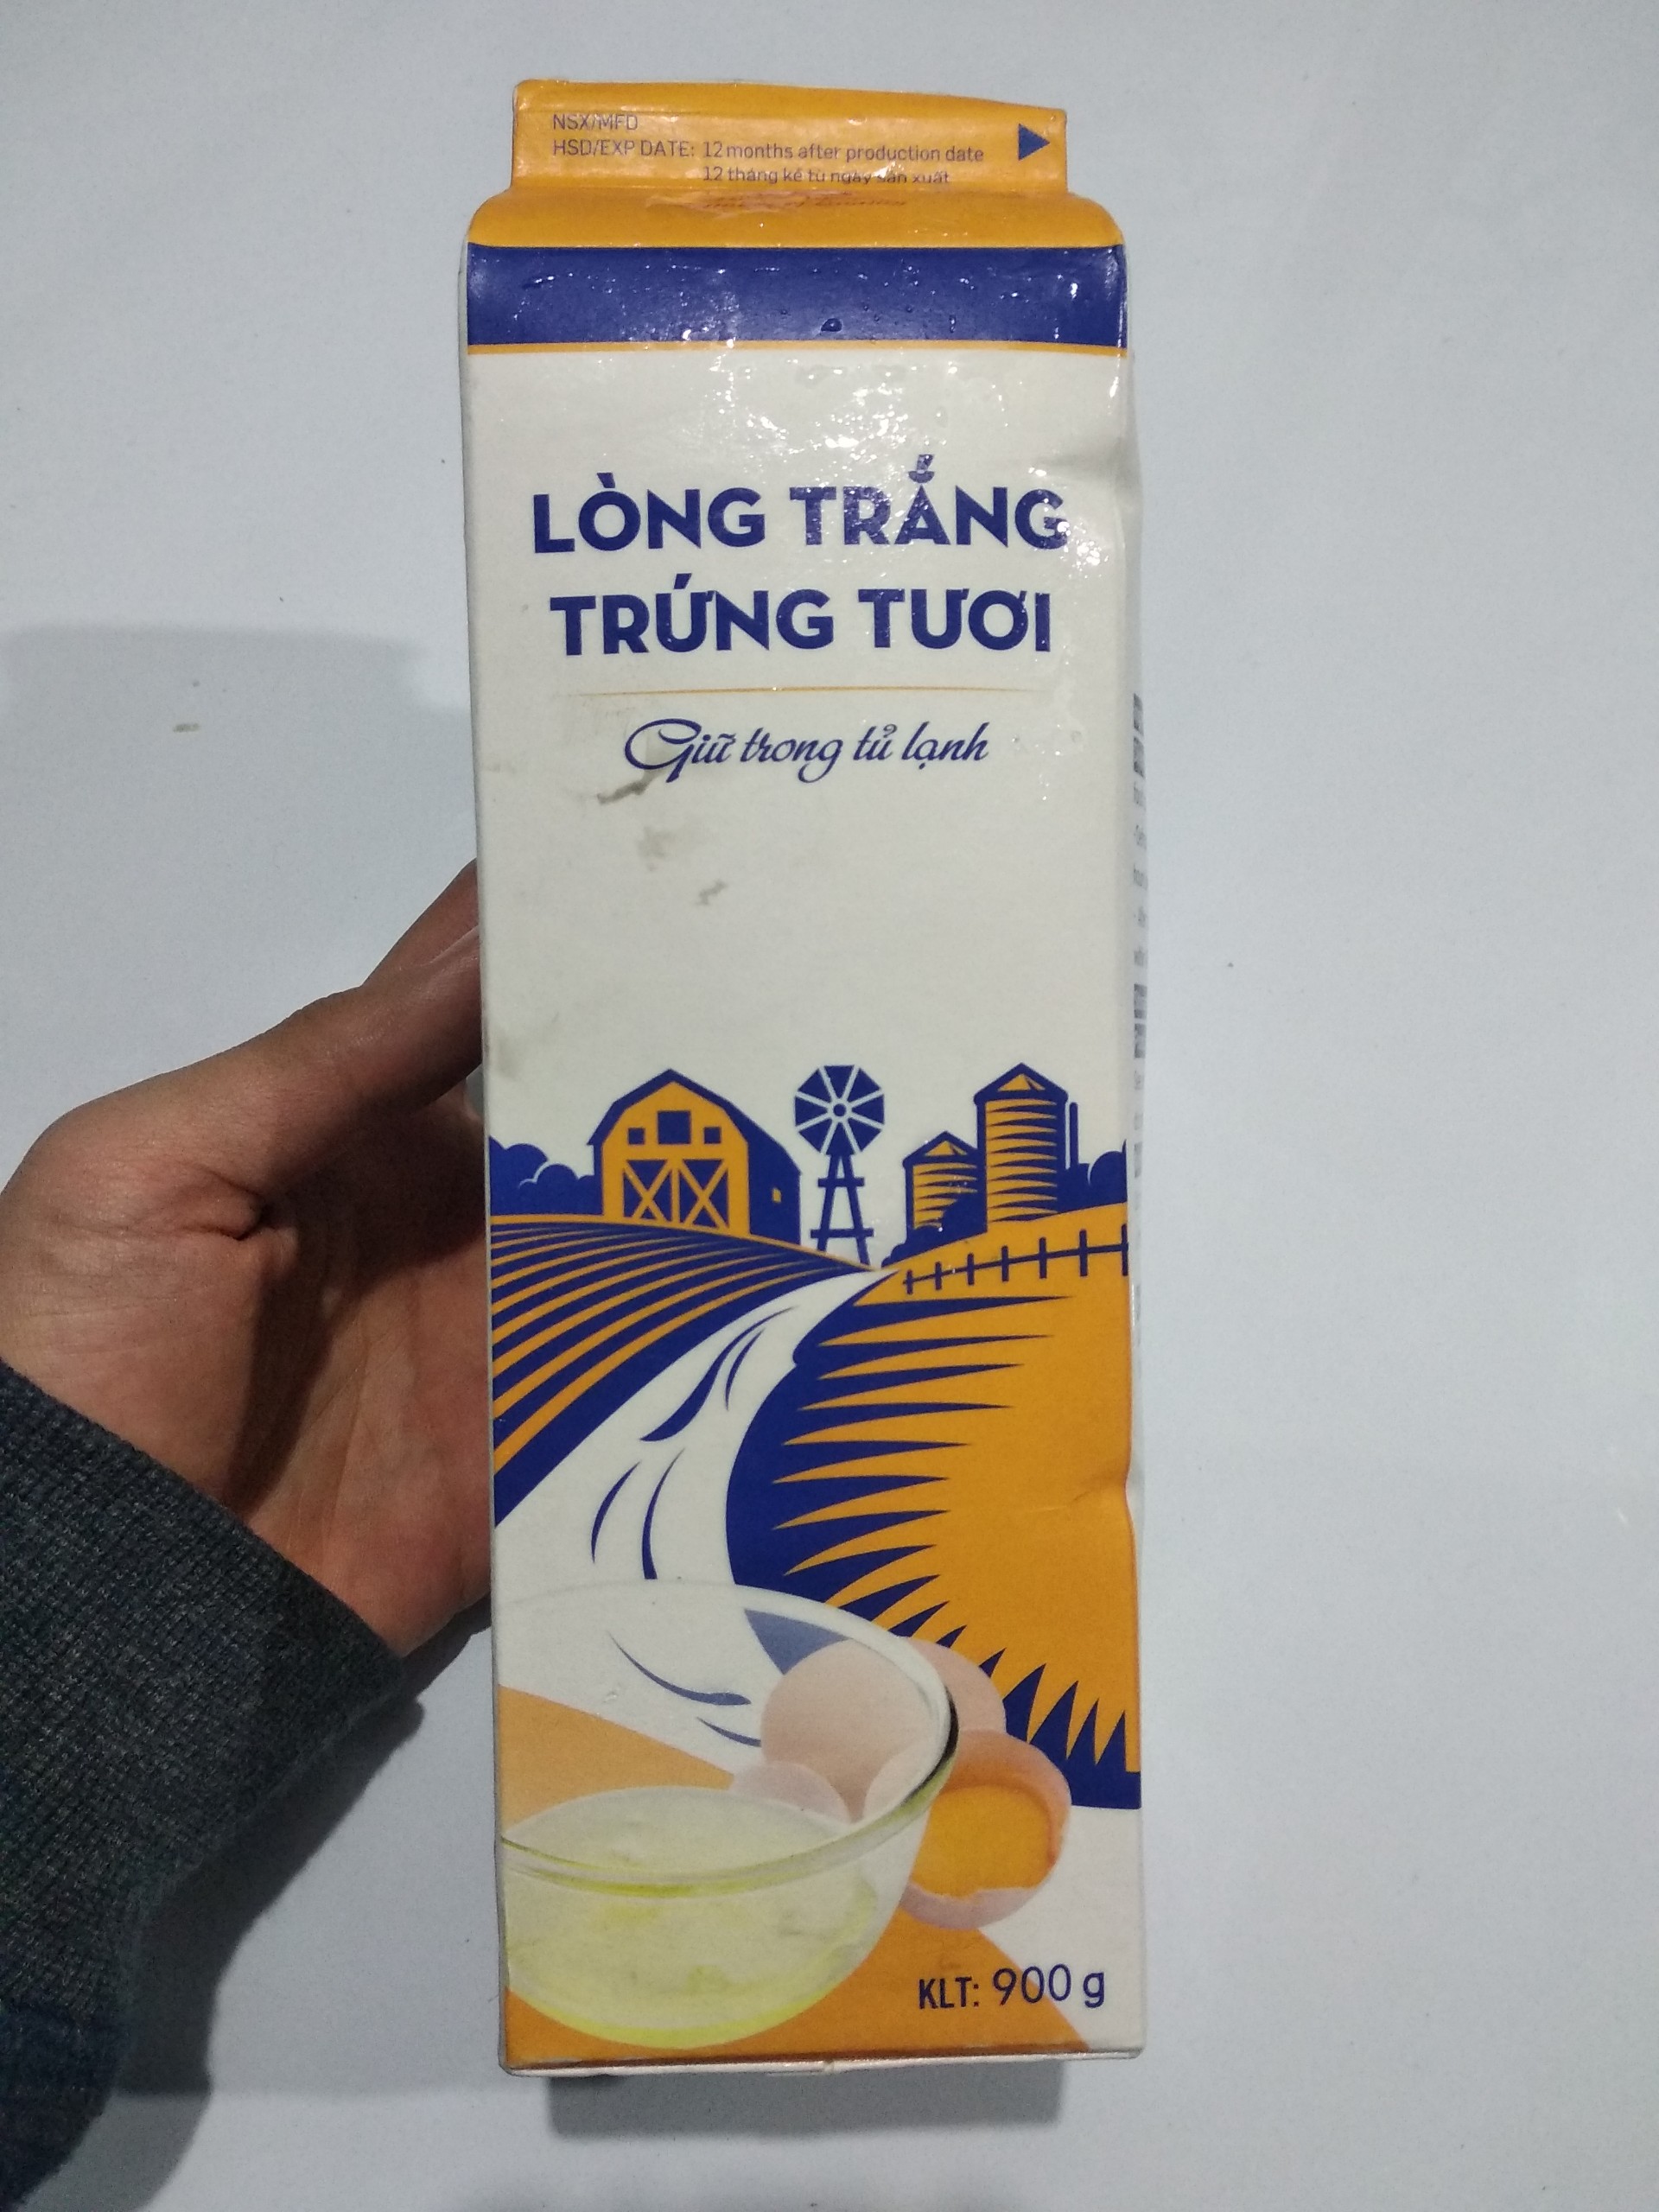 NSX/MFD
HSD/EXP DATE: 12 months after production date
12 tháng kể từ ngày sản xuất
LÒNG TRẮNG
TRỨNG TƯƠI
Giữ trong tủ lạnh
KLT: 900 g